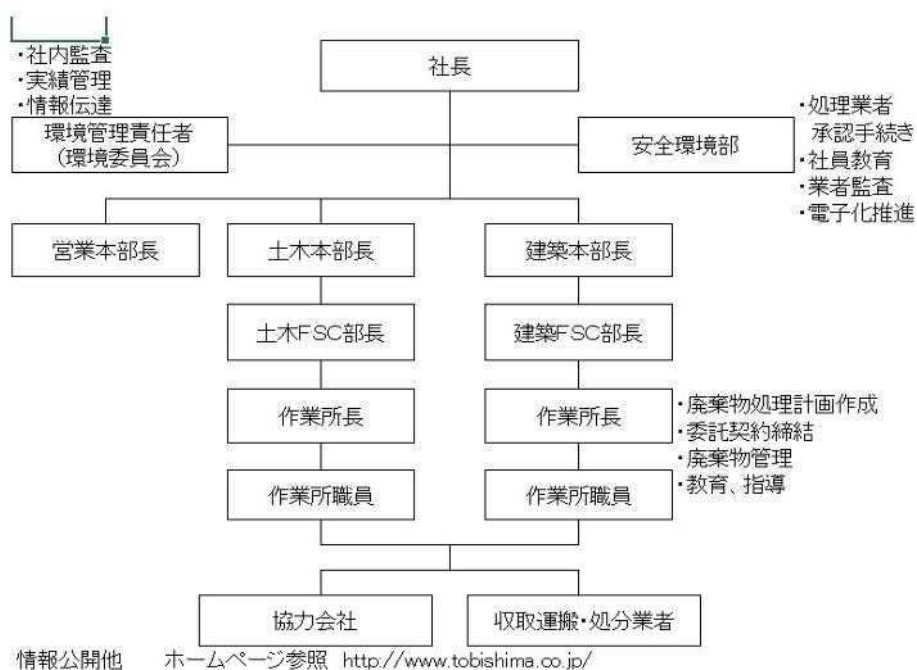 ・社内監査
・実績管理
・情報伝達
社長
環境管理責任者
(環境委員会)
安全環境部
・処理業者
承認手続き
・社員教育
・業者監査
・電子化推進
営業本部長
土木本部長
建築本部長
土木FSC部長
建築FSC部長
作業所長
作業所長
・廃棄物処理計画作成
・委託契約締結
・廃棄物管理
・教育、指導
作業所職員
作業所職員
協力会社
収取運搬・処分業者
情報公開他 ホームページ参照 http://www.tobishima.co.jp/